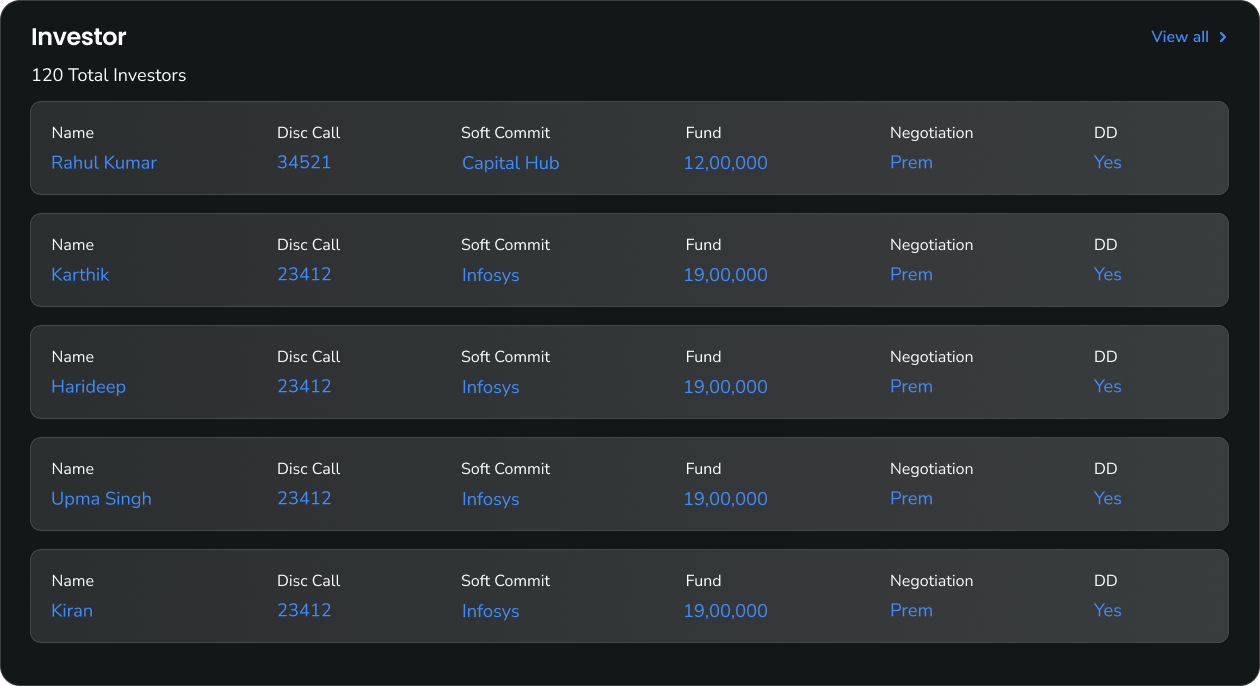 Investor
View all
120 Total Investors
Name Disc Call Soft Commit Fund Negotiation DD
Rahul Kumar 34521 Capital Hub 12,00,000 Prem Yes
Name Disc Call Soft Commit Fund Negotiation DD
Karthik 23412 Infosys 19,00,000 Prem Yes
Name Disc Call Soft Commit Fund Negotiation DD
Harideep 23412 Infosys 19,00,000 Prem Yes
Name Disc Call Soft Commit Fund Negotiation DD
Upma Singh 23412 Infosys 19,00,000 Prem Yes
Name Disc Call Soft Commit Fund Negotiation DD
Kiran 23412 Infosys 19,00,000 Prem Yes